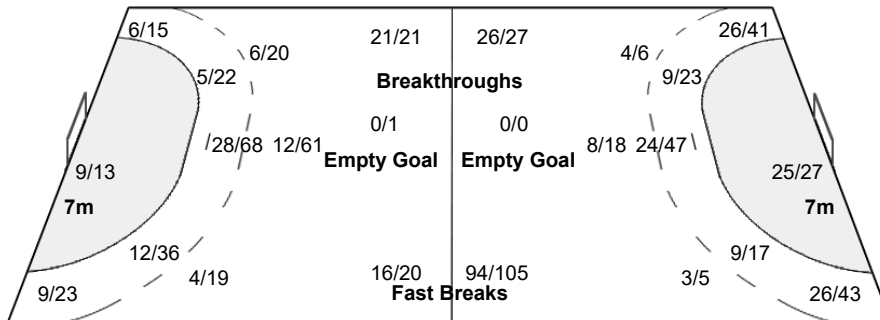 6/15 21/21 26/27 26/41
6/20 4/6
5/22 Breakthroughs 9/23
0/1 0/0
28/68 12/61 8/18 24/47
Empty Goal Empty Goal
9/13 25/27
7m 7m
12/36 9/17
4/19 16/20 94/105 3/5
9/23 Fast Breaks 26/43